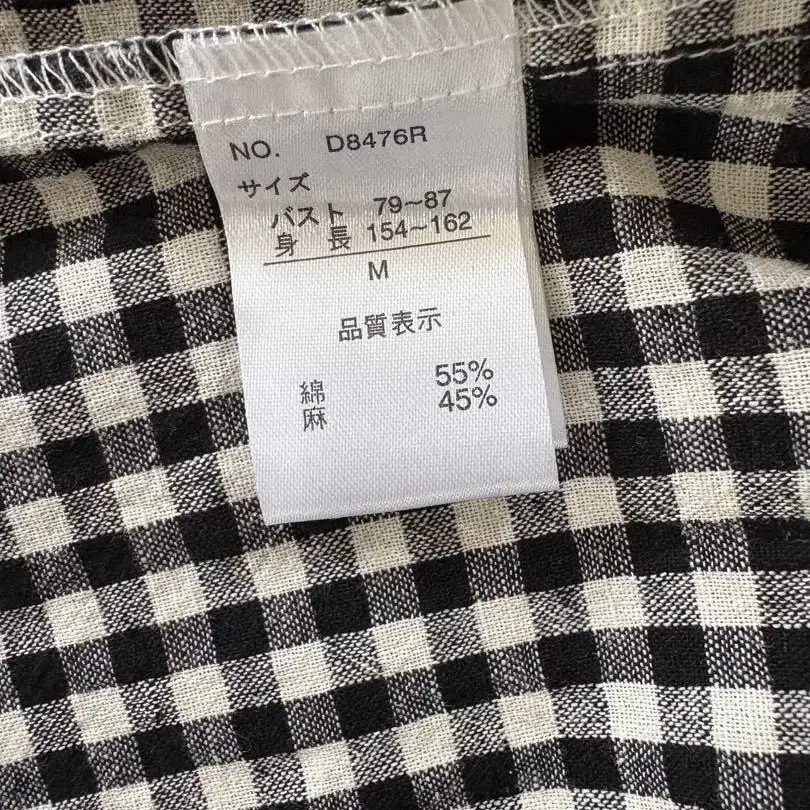 NO. D8476R
サイズ
バスト 79~87
身長 154~162
M
品質表示
綿 55%
麻 45%